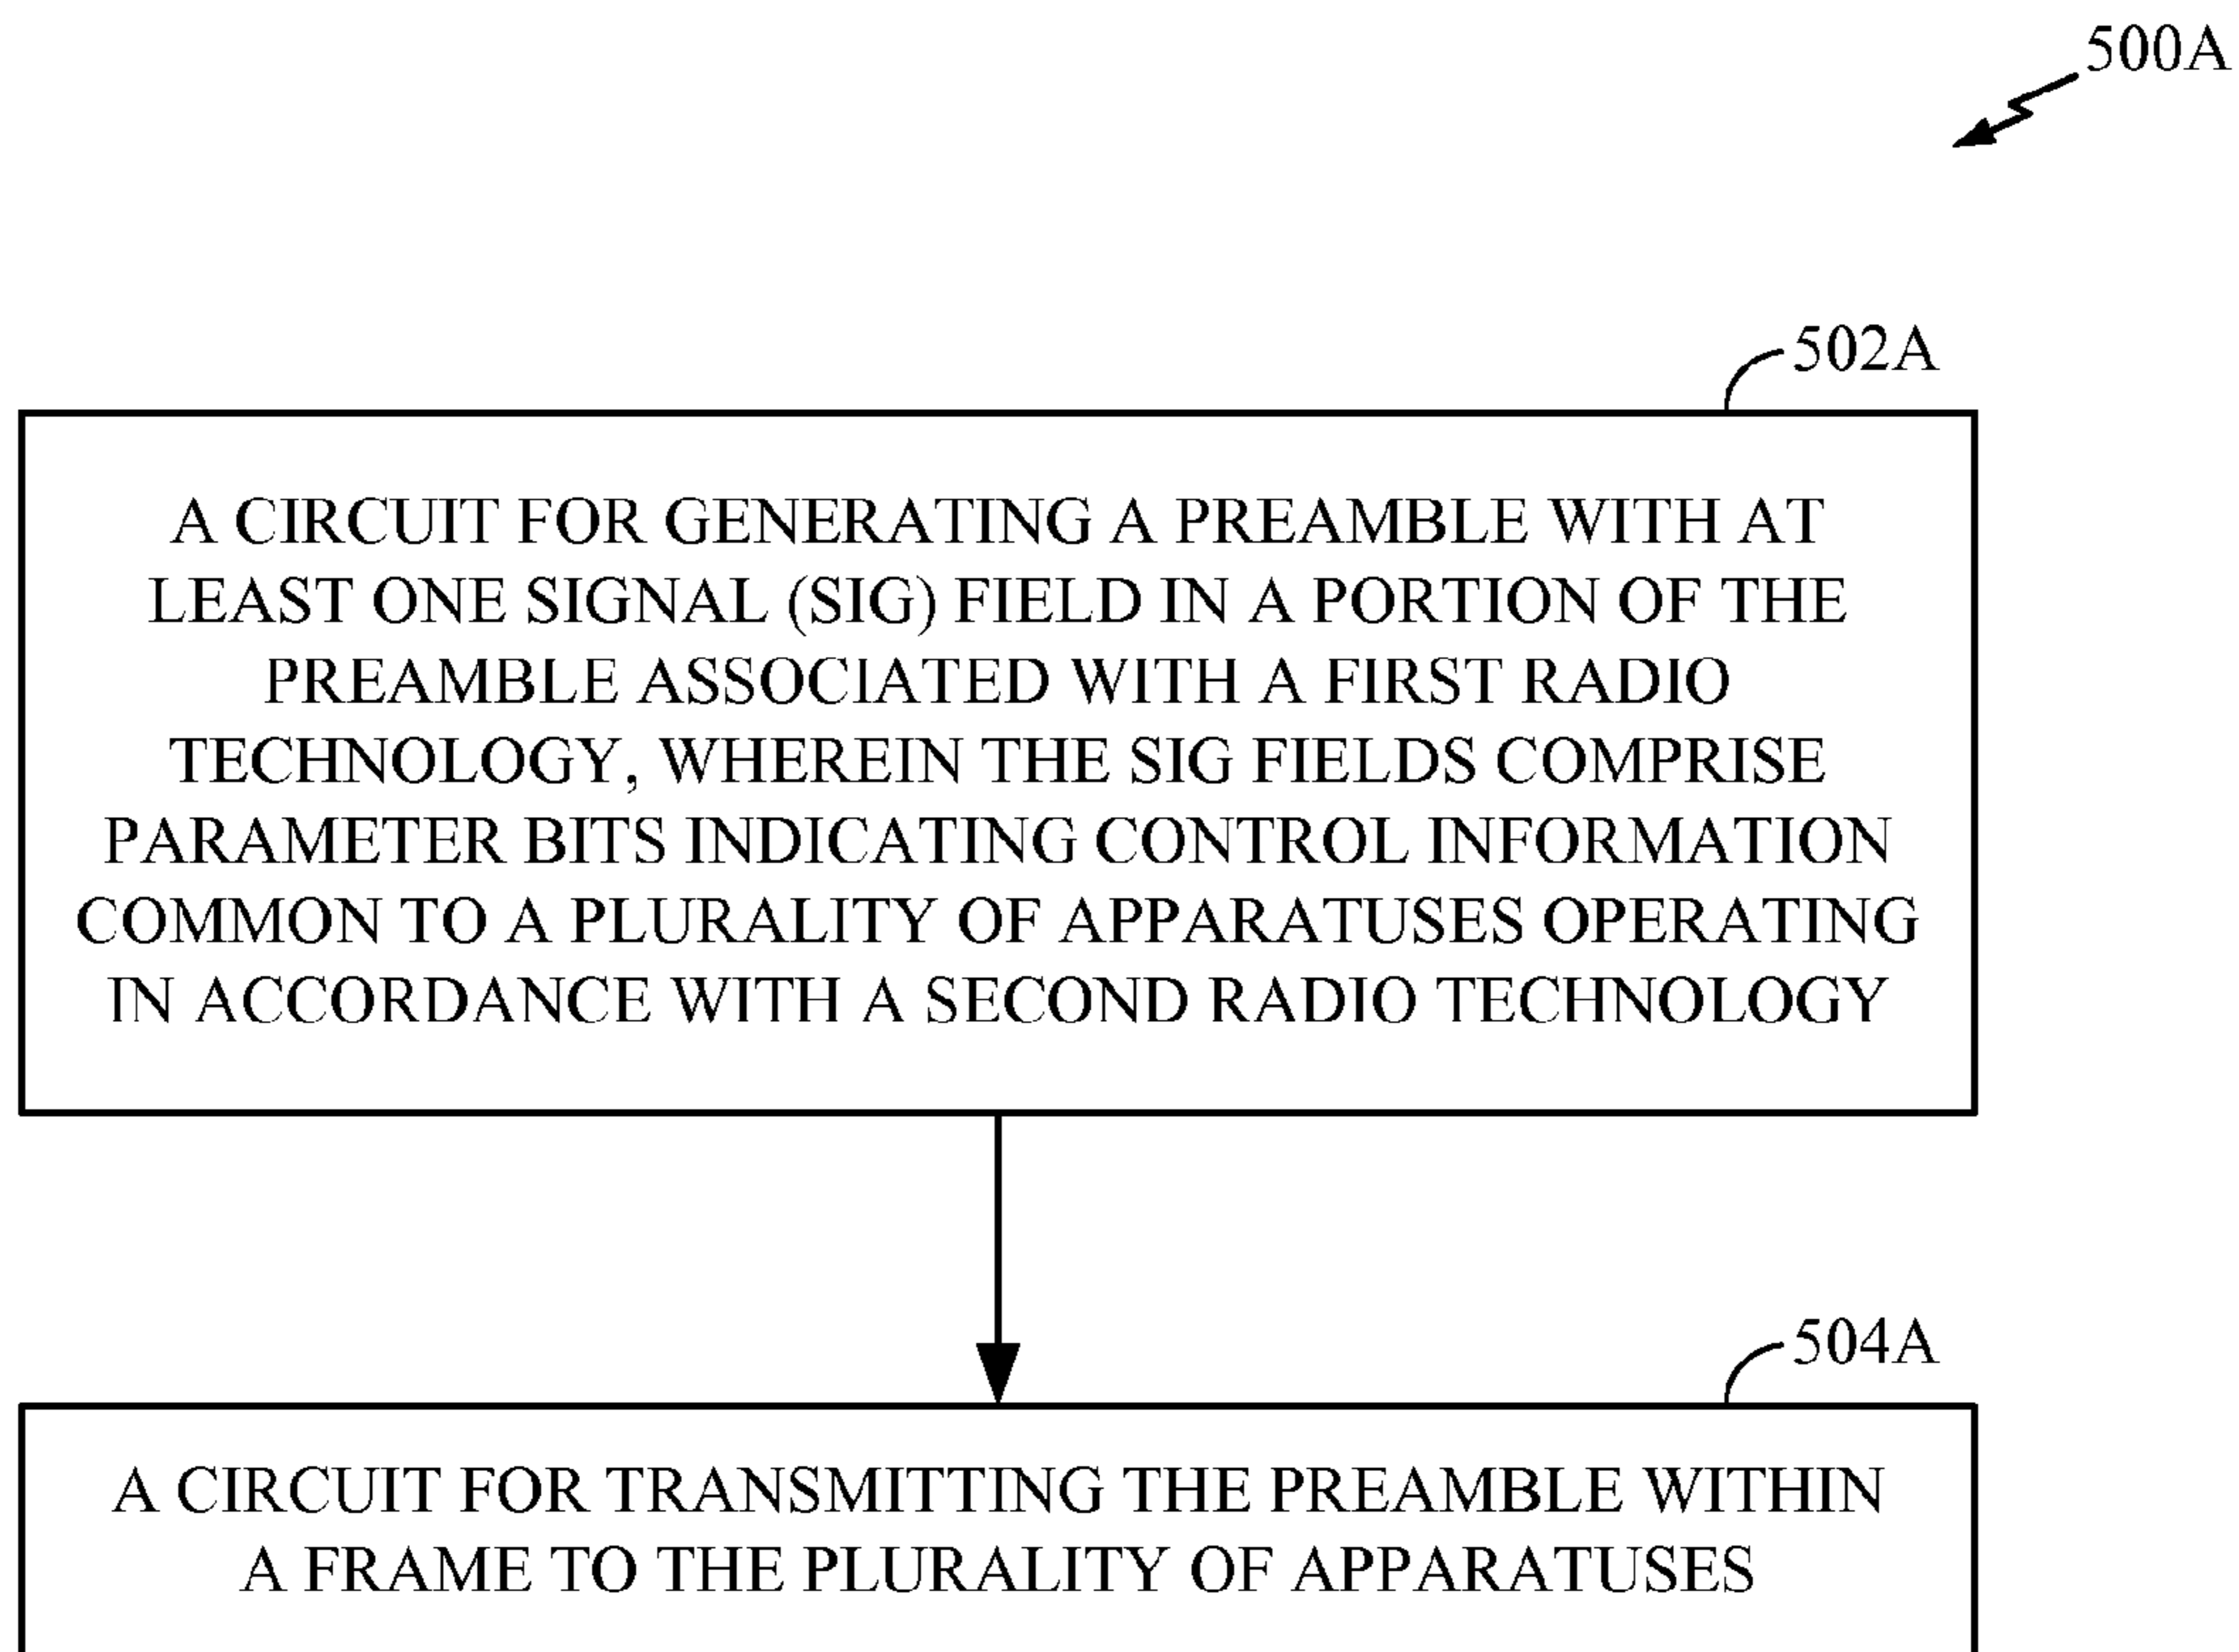 500A
502A
A CIRCUIT FOR GENERATING A PREAMBLE WITH AT
LEAST ONE SIGNAL (SIG) FIELD IN A PORTION OF THE
PREAMBLE ASSOCIATED WITH A FIRST RADIO
TECHNOLOGY, WHEREIN THE SIG FIELDS COMPRISE
PARAMETER BITS INDICATING CONTROL INFORMATION
COMMON TO A PLURALITY OF APPARATUSES OPERATING
IN ACCORDANCE WITH A SECOND RADIO TECHNOLOGY
504A
A CIRCUIT FOR TRANSMITTING THE PREAMBLE WITHIN
A FRAME TO THE PLURALITY OF APPARATUSES